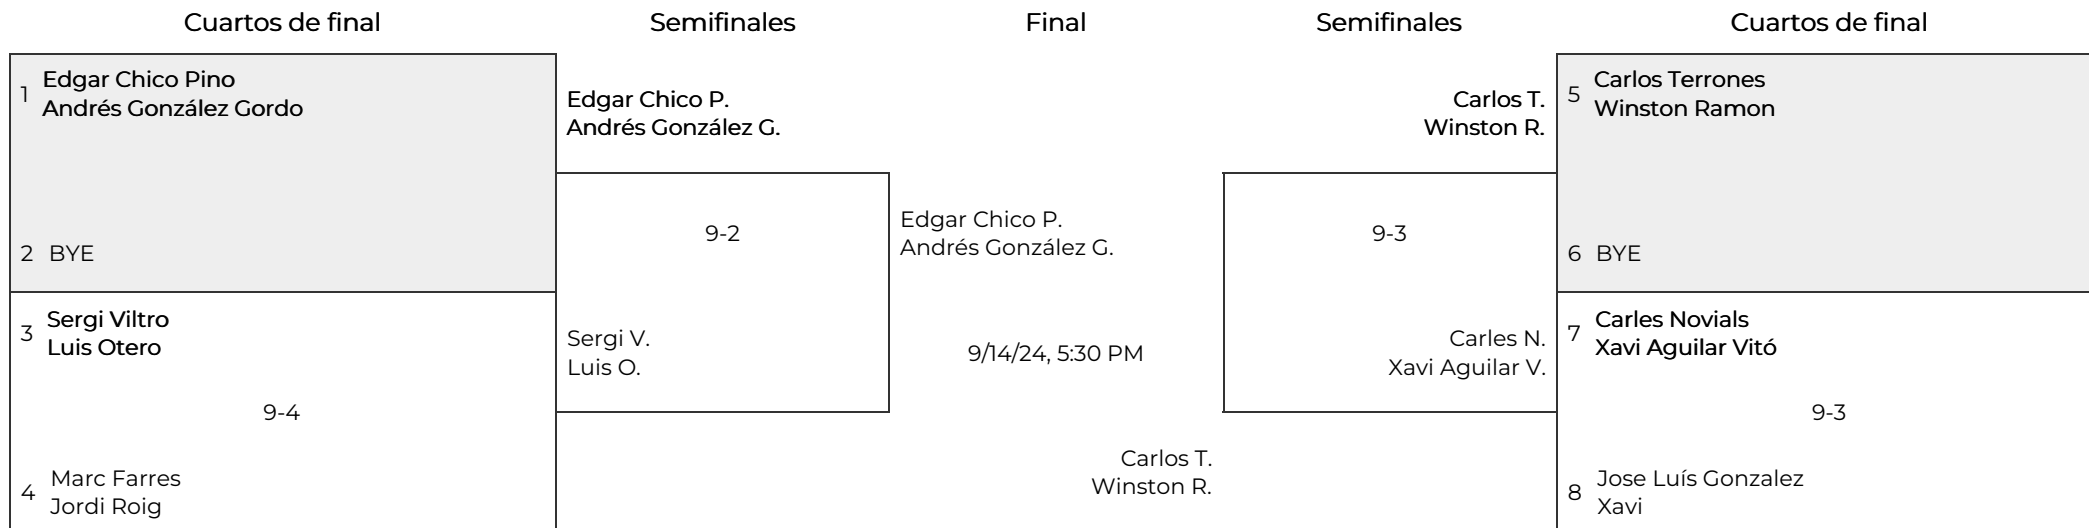 Cuartos de final
Semifinales
Final
Semifinales
Cuartos de final
1
Edgar Chico Pino
Andrés González Gordo
2 BYE
3
Sergi Viltro
Luis Otero
9-4
4
Marc Farres
Jordi Roig
Edgar Chico P.
Andrés González G.
9-2
Sergi V.
Luis O.
Edgar Chico P.
Andrés González G.
9/14/24, 5:30 PM
Carlos T.
Winston R.
Carlos T.
Winston R.
9-3
Carles N.
Xavi Aguilar V.
5
Carlos Terrones
Winston Ramon
6 BYE
7
Carles Novials
Xavi Aguilar Vitó
9-3
8
Jose Luís Gonzalez
Xavi